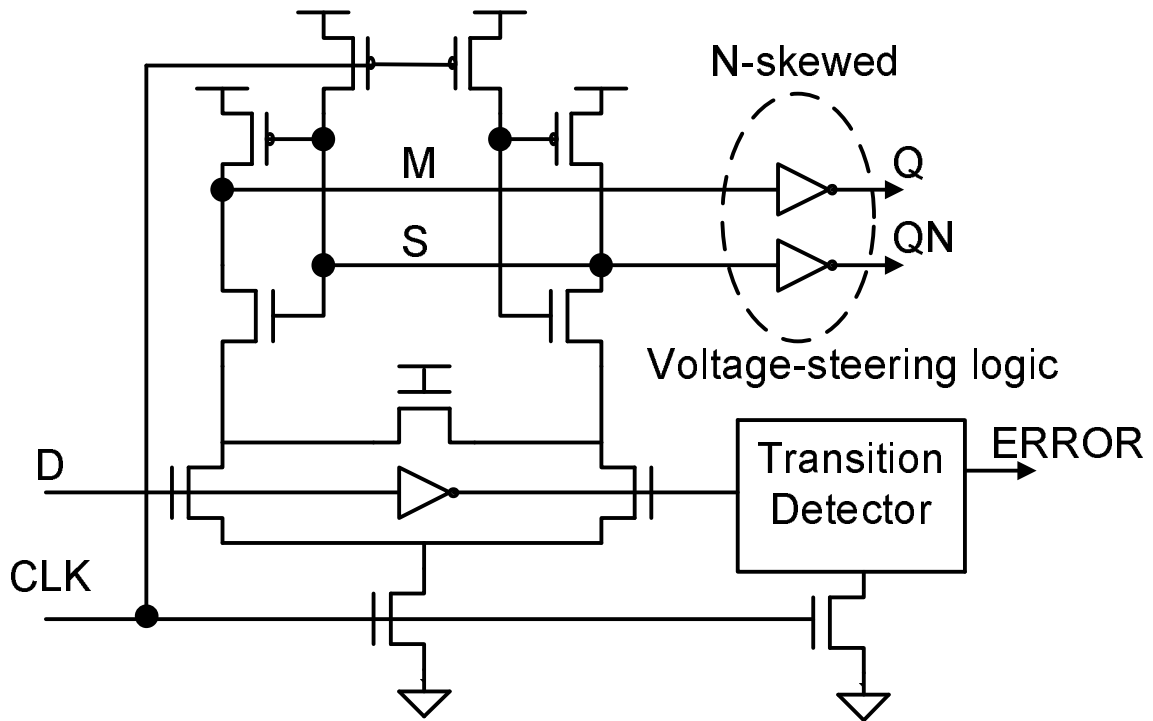 N-skewed
M
Q
S
QN
Voltage-steering logic
D
Transition
Detector
ERROR
CLK